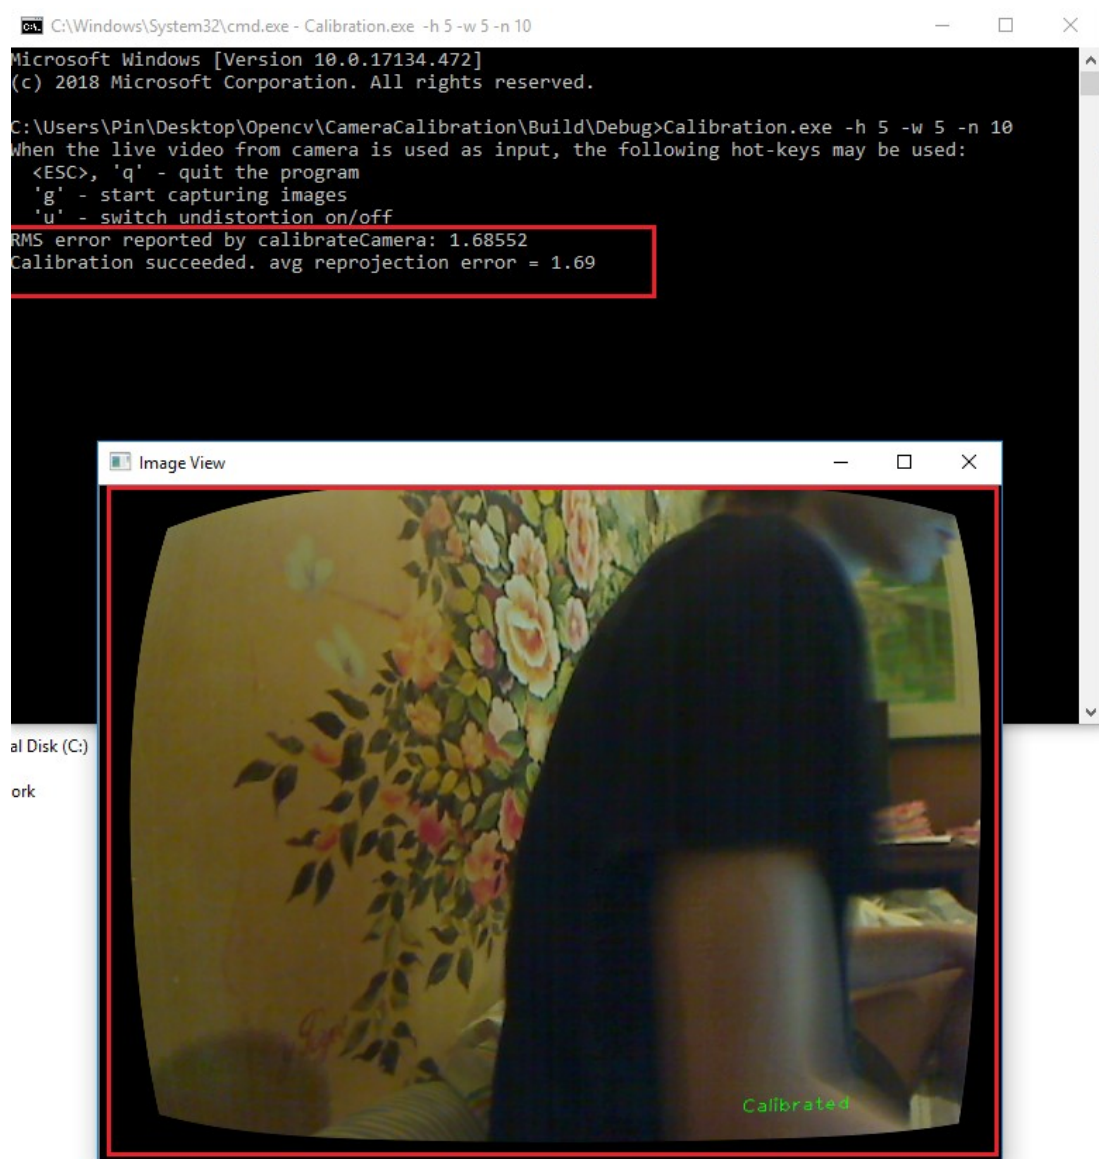 C:\Windows\System32\cmd.exe - Calibration.exe -h 5 -w 5 -n 10
Microsoft Windows [Version 10.0.17134.472]
(c) 2018 Microsoft Corporation. All rights reserved.
C:\Users\Pin\Desktop\Opencv\CameraCalibration\Build\Debug>Calibration.exe -h 5 -w 5 -n 10
When the live video from camera is used as input, the following hot-keys may be used:
<ESC>, 'q' - quit the program
'g' - start capturing images
'u' - switch undistortion on/off
RMS error reported by calibrateCamera: 1.68552
Calibration succeeded. avg reprojection error = 1.69
Image View
al Disk (C:)
ork
Calibrated